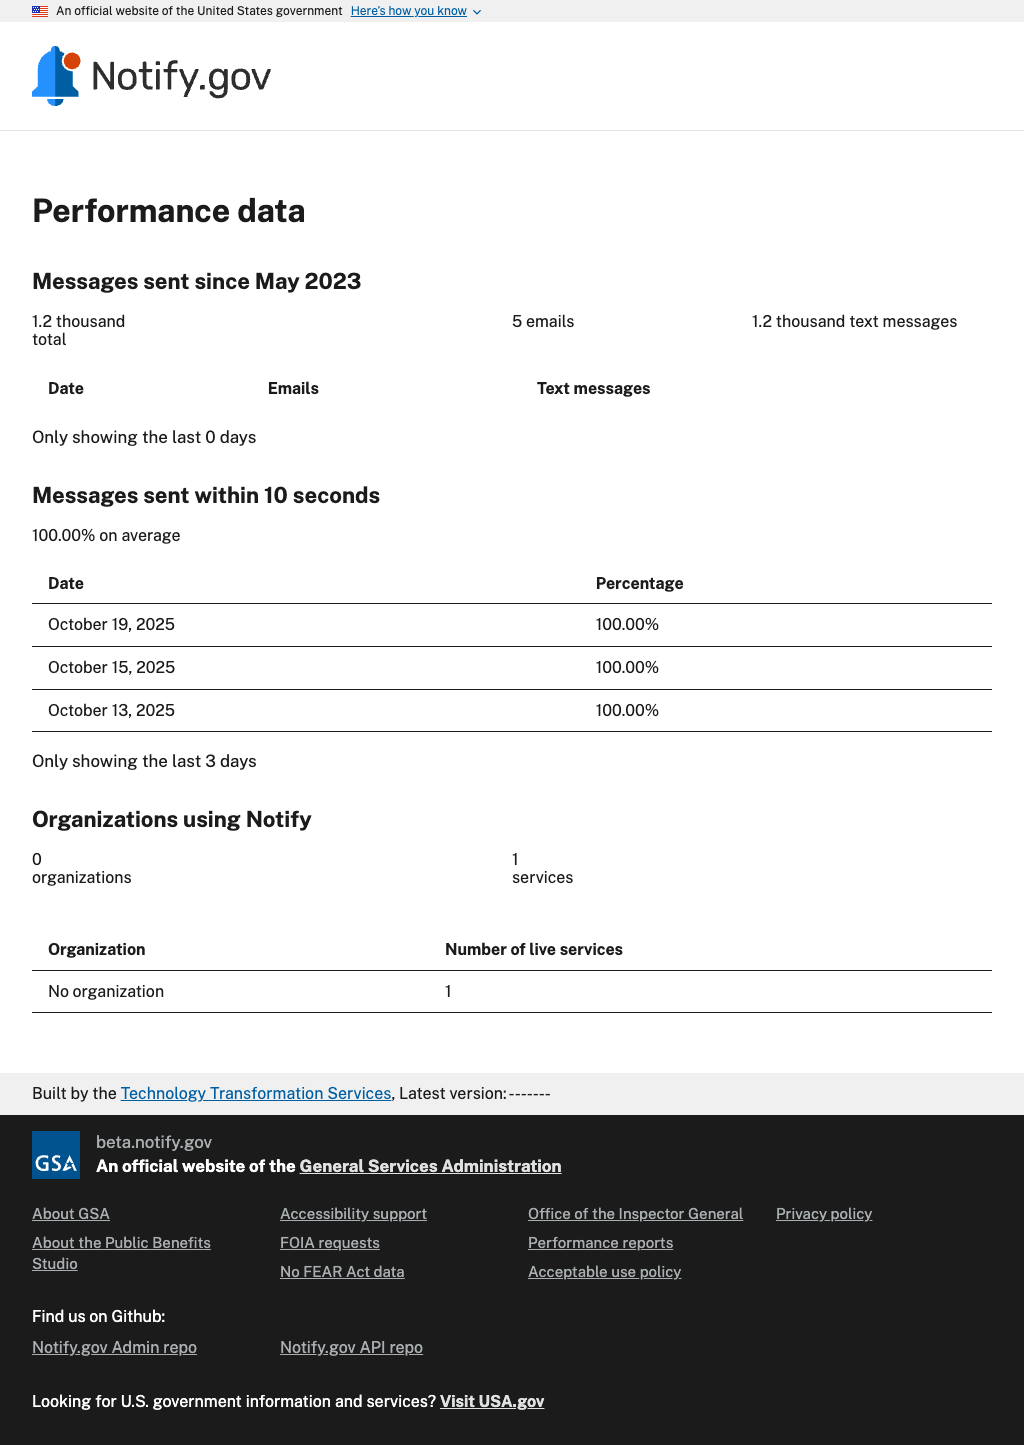 An official website of the United States government Here's how you know
Notify.gov
Performance data
Messages sent since May 2023
1.2 thousand total
5 emails
1.2 thousand text messages
Date Emails Text messages
Only showing the last 0 days
Messages sent within 10 seconds
100.00% on average
Date Percentage
October 19, 2025 100.00%
October 15, 2025 100.00%
October 13, 2025 100.00%
Only showing the last 3 days
Organizations using Notify
0 organizations
1 services
Organization Number of live services
No organization 1
Built by the Technology Transformation Services, Latest version: -------
GSA
beta.notify.gov
An official website of the General Services Administration
About GSA
About the Public Benefits Studio
Accessibility support
FOIA requests
No FEAR Act data
Office of the Inspector General
Performance reports
Acceptable use policy
Privacy policy
Find us on Github:
Notify.gov Admin repo Notify.gov API repo
Looking for U.S. government information and services? Visit USA.gov